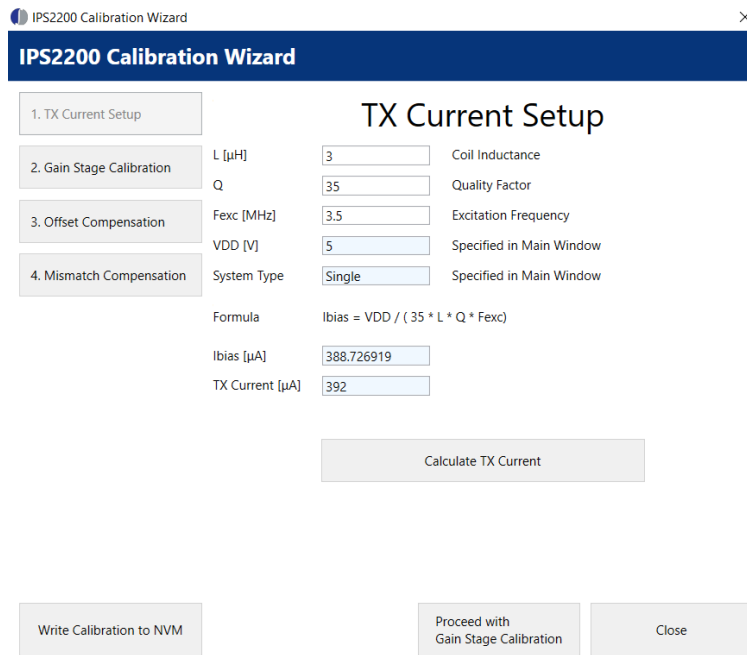 IPS2200 Calibration Wizard
IPS2200 Calibration Wizard
1. TX Current Setup
2. Gain Stage Calibration
3. Offset Compensation
4. Mismatch Compensation
TX Current Setup
L [µH] 3 Coil Inductance
Q 35 Quality Factor
Fexc [MHz] 3.5 Excitation Frequency
VDD [V] 5 Specified in Main Window
System Type Single Specified in Main Window
Formula Ibias = VDD / ( 35 * L * Q * Fexc)
Ibias [µA] 388.726919
TX Current [µA] 392
Calculate TX Current
Write Calibration to NVM
Proceed with
Gain Stage Calibration
Close